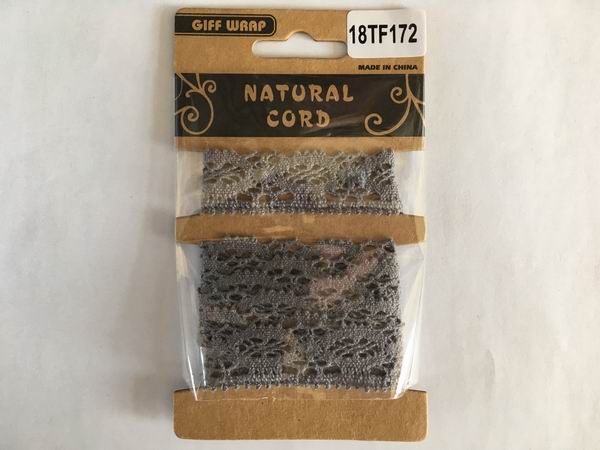 GIFF WRAP
18TF172
MADE IN CHINA
NATURAL
CORD